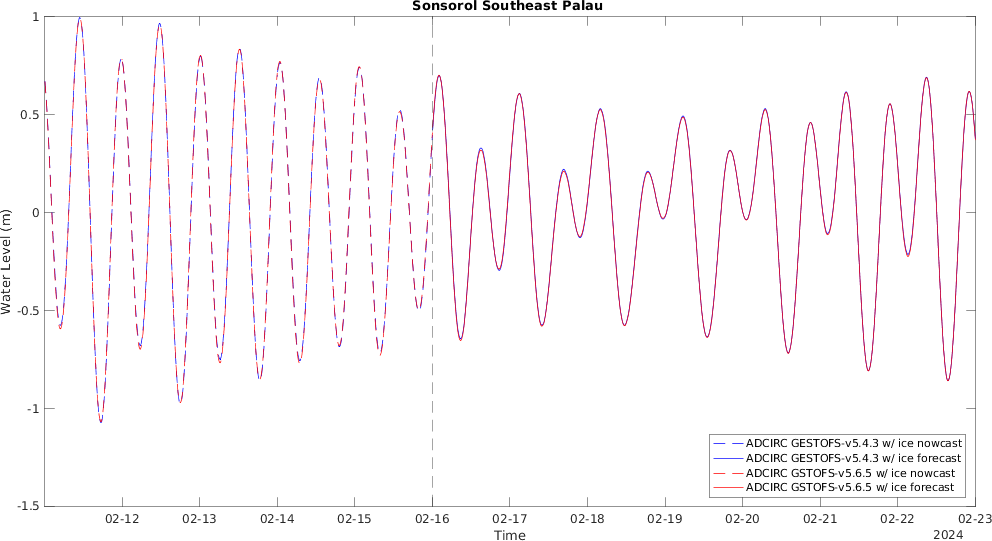 Sonsorol Southeast Palau
Water Level (m)
1
0.5
0
-0.5
-1
-1.5
02-12 02-13 02-14 02-15 02-16 02-17 02-18 02-19 02-20 02-21 02-22 02-23
Time
2024
ADCIRC GESTOFS-v5.4.3 w/ ice nowcast
ADCIRC GESTOFS-v5.4.3 w/ ice forecast
ADCIRC GSTOFS-v5.6.5 w/ ice nowcast
ADCIRC GSTOFS-v5.6.5 w/ ice forecast